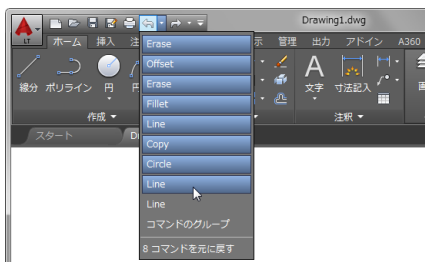 Drawing1.dwg
LT
ホーム 挿入 注 示 管理 出力 アドイン A360
線分 ポリライン 円 文字 寸法記入
作成 ▼ 注釈 ▼
スタート
Erase
Offset
Erase
Fillet
Line
Copy
Circle
Line
Line
コマンドのグループ
8 コマンドを元に戻す